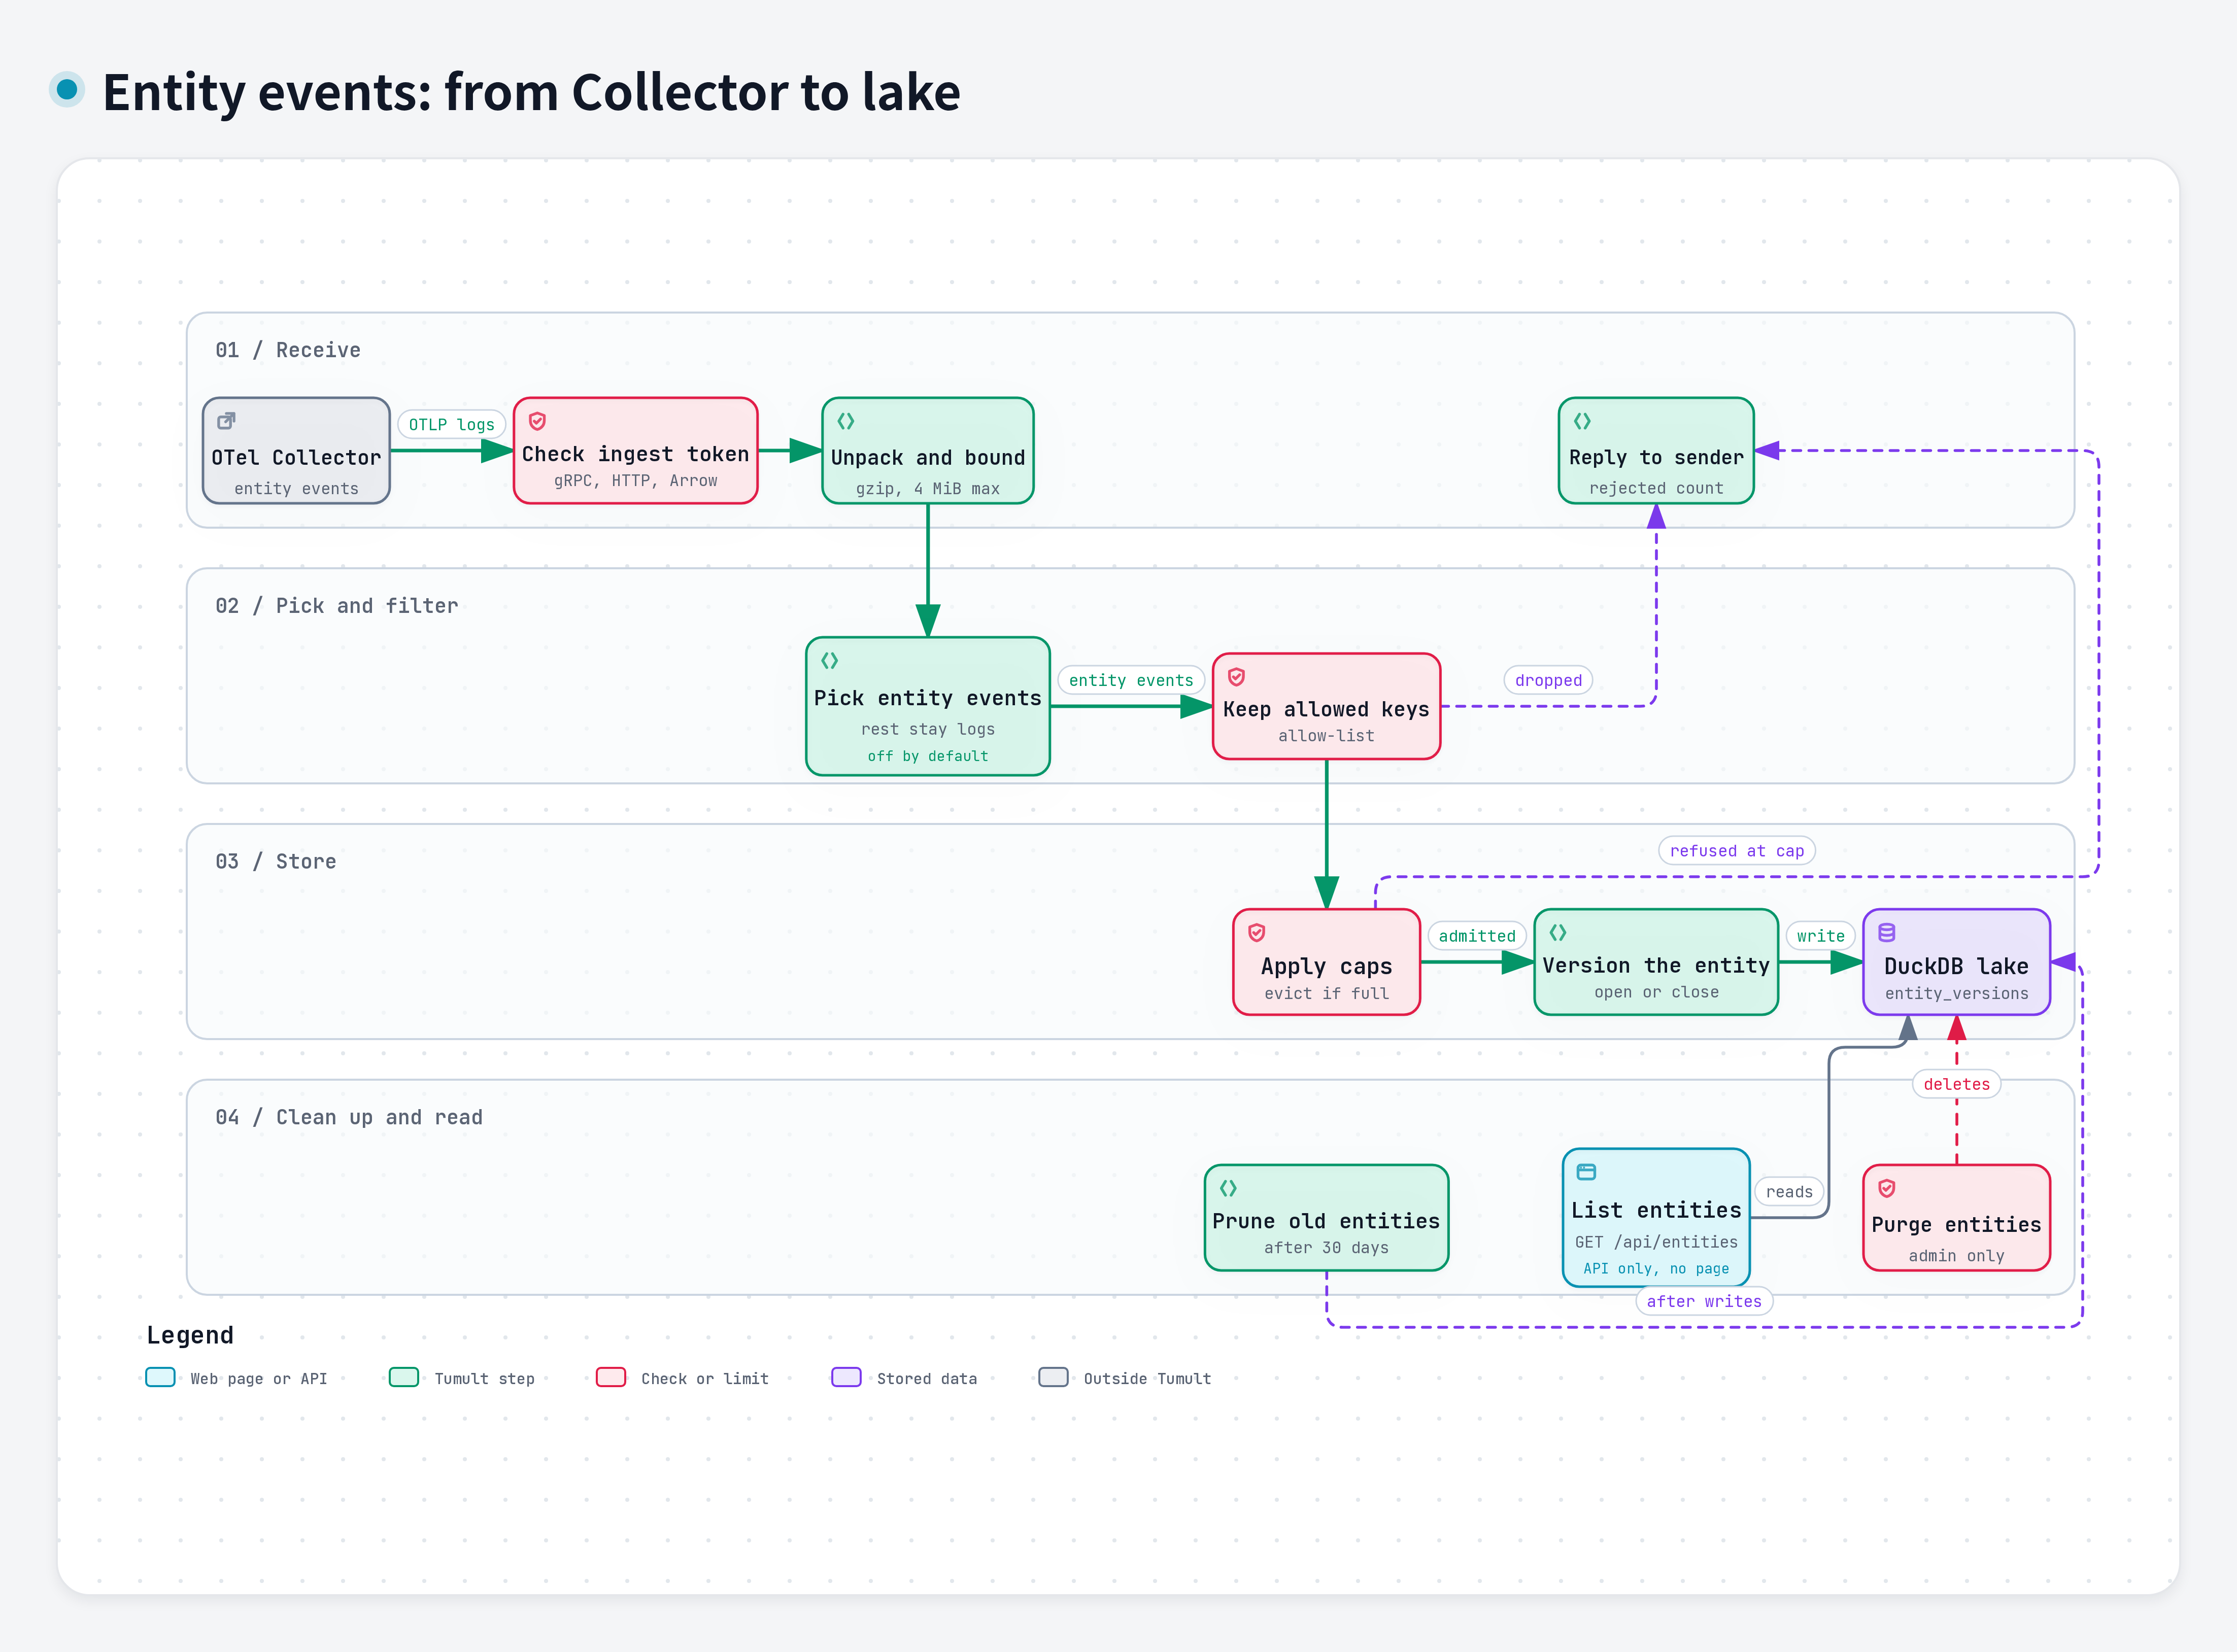 Entity events: from Collector to lake
01 / Receive
OTel Collector
entity events
OTLP logs
Check ingest token
gRPC, HTTP, Arrow
Unpack and bound
gzip, 4 MiB max
Reply to sender
rejected count
02 / Pick and filter
Pick entity events
rest stay logs
off by default
entity events
Keep allowed keys
allow-list
dropped
03 / Store
refused at cap
Apply caps
evict if full
admitted
Version the entity
open or close
write
DuckDB lake
entity_versions
04 / Clean up and read
deletes
Prune old entities
after 30 days
List entities
GET /api/entities
API only, no page
reads
Purge entities
admin only
after writes
Legend
Web page or API
Tumult step
Check or limit
Stored data
Outside Tumult